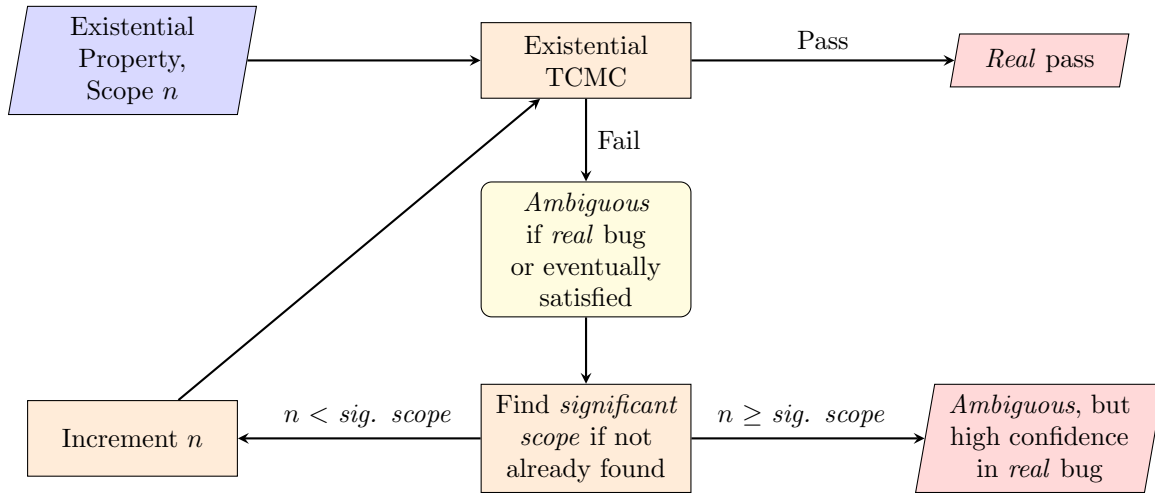 Existential
Property,
Scope n
Existential
TCMC
Pass
Real pass
Fail
Ambiguous
if real bug
or eventually
satisfied
Increment n
n < sig. scope
Find significant
scope if not
already found
n ≥ sig. scope
Ambiguous, but
high confidence
in real bug